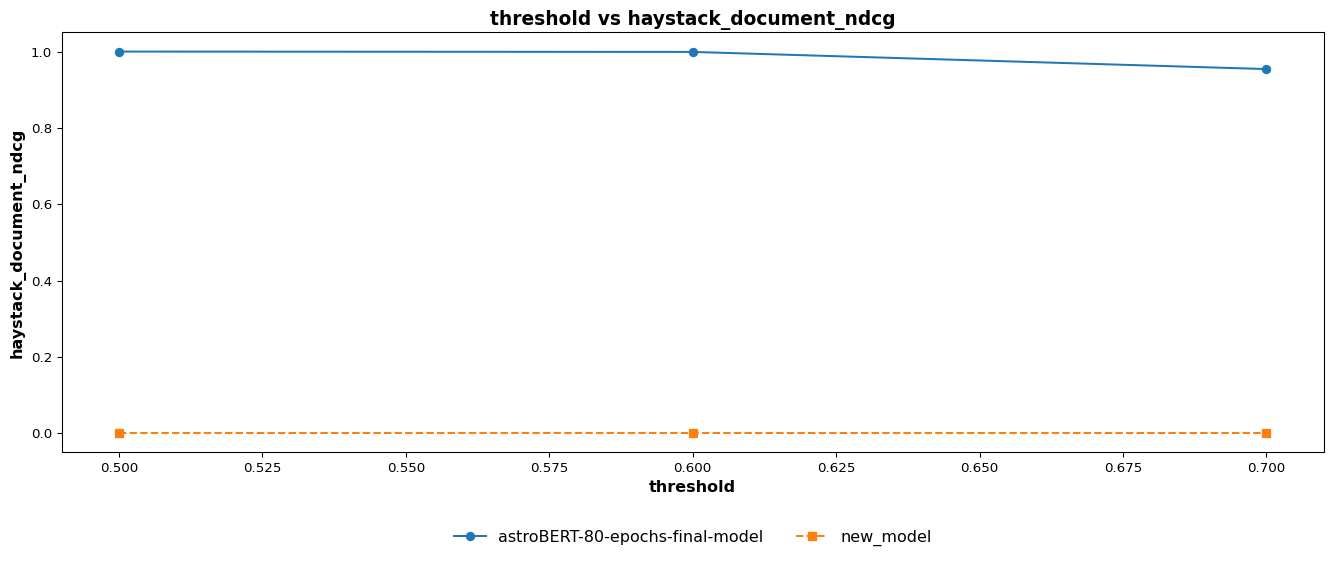 threshold vs haystack_document_ndcg
haystack_document_ndcg
1.0
0.8
0.6
0.4
0.2
0.0
0.500 0.525 0.550 0.575 0.600 0.625 0.650 0.675 0.700
threshold
astroBERT-80-epochs-final-model new_model